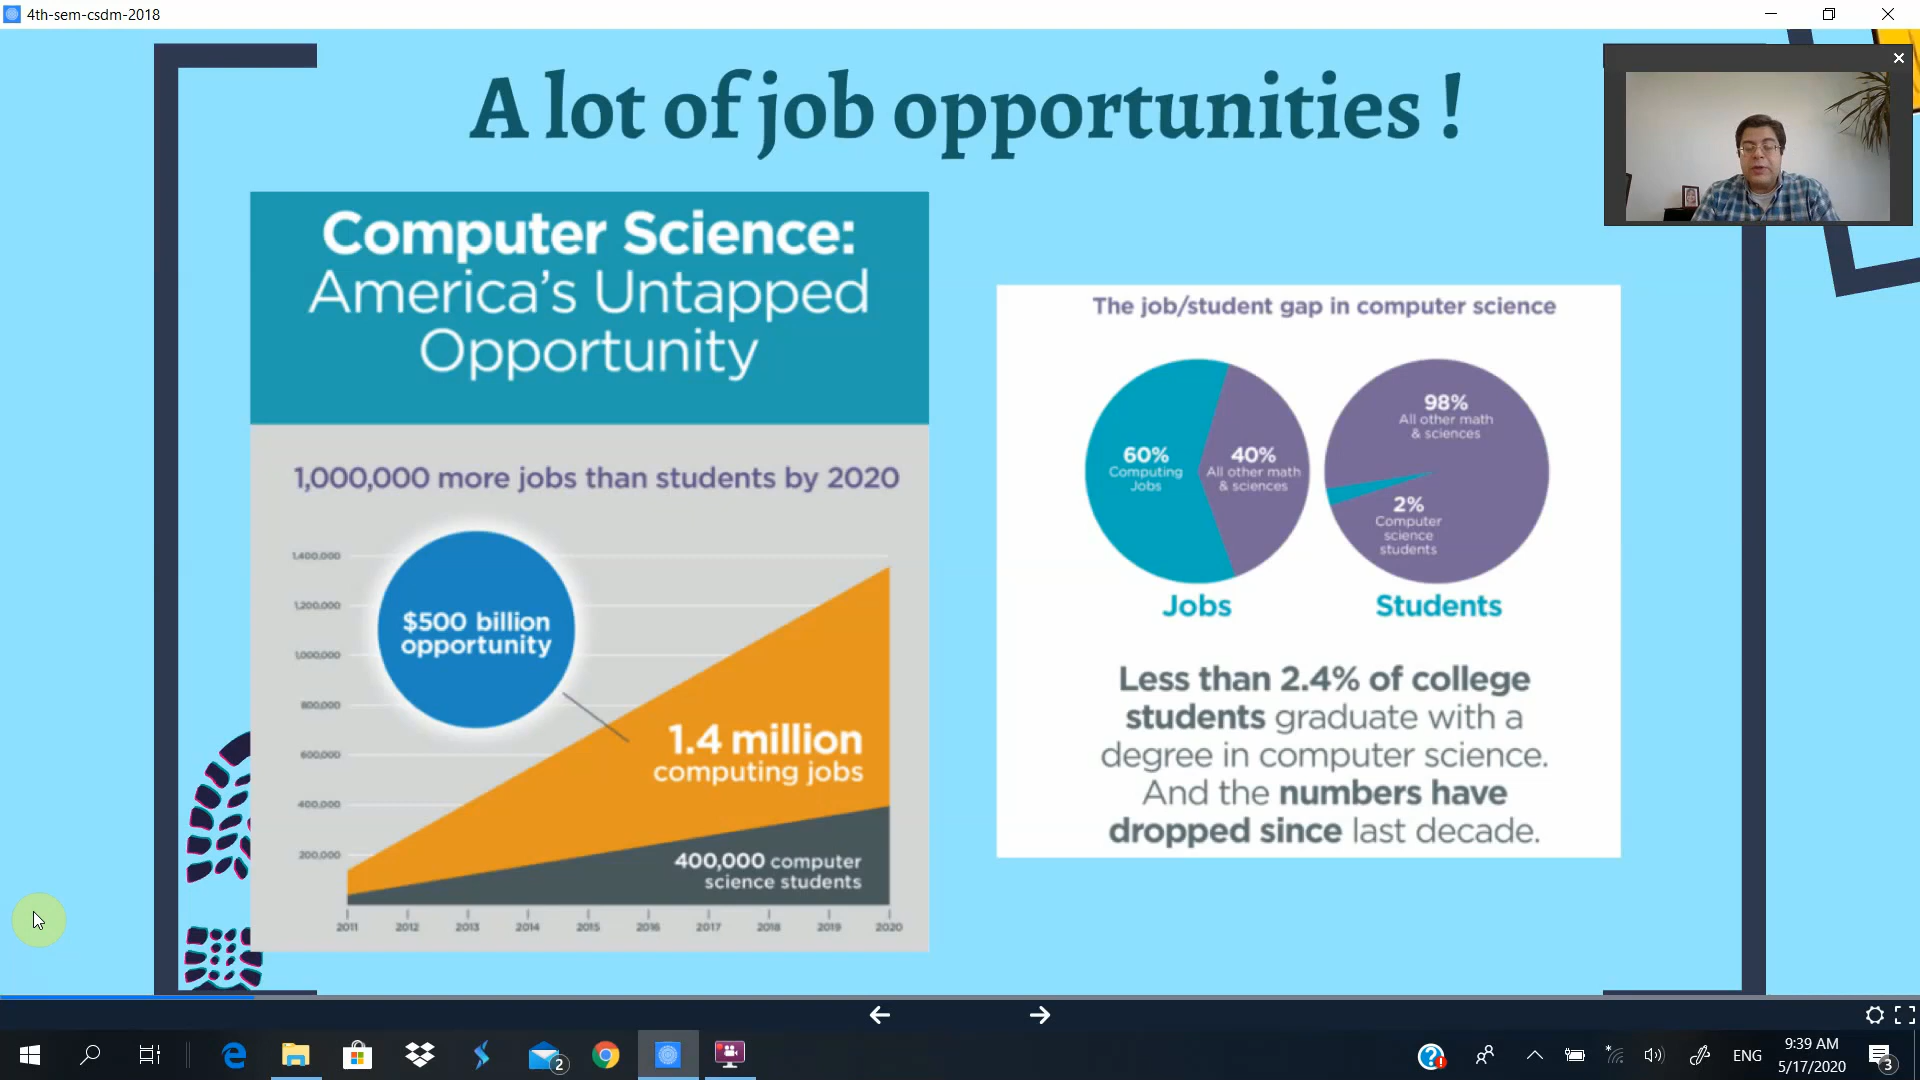 4th-sem-csdm-2018
A lot of job opportunities !
Computer Science:
America's Untapped
Opportunity
1,000,000 more jobs than students by 2020
1,400,000
1,200,000
1,000,000
800,000
600,000
400,000
200,000
$500 billion
opportunity
1.4 million
computing jobs
400,000 computer
science students
2011 2012 2013 2014 2015 2016 2017 2018 2019 2020
The job/student gap in computer science
60%
Computing
Jobs
40%
All other math
& sciences
98%
All other math
& sciences
2%
Computer
science
students
Jobs
Students
Less than 2.4% of college
students graduate with a
degree in computer science.
And the numbers have
dropped since last decade.
2
ENG
9:39 AM
5/17/2020
3